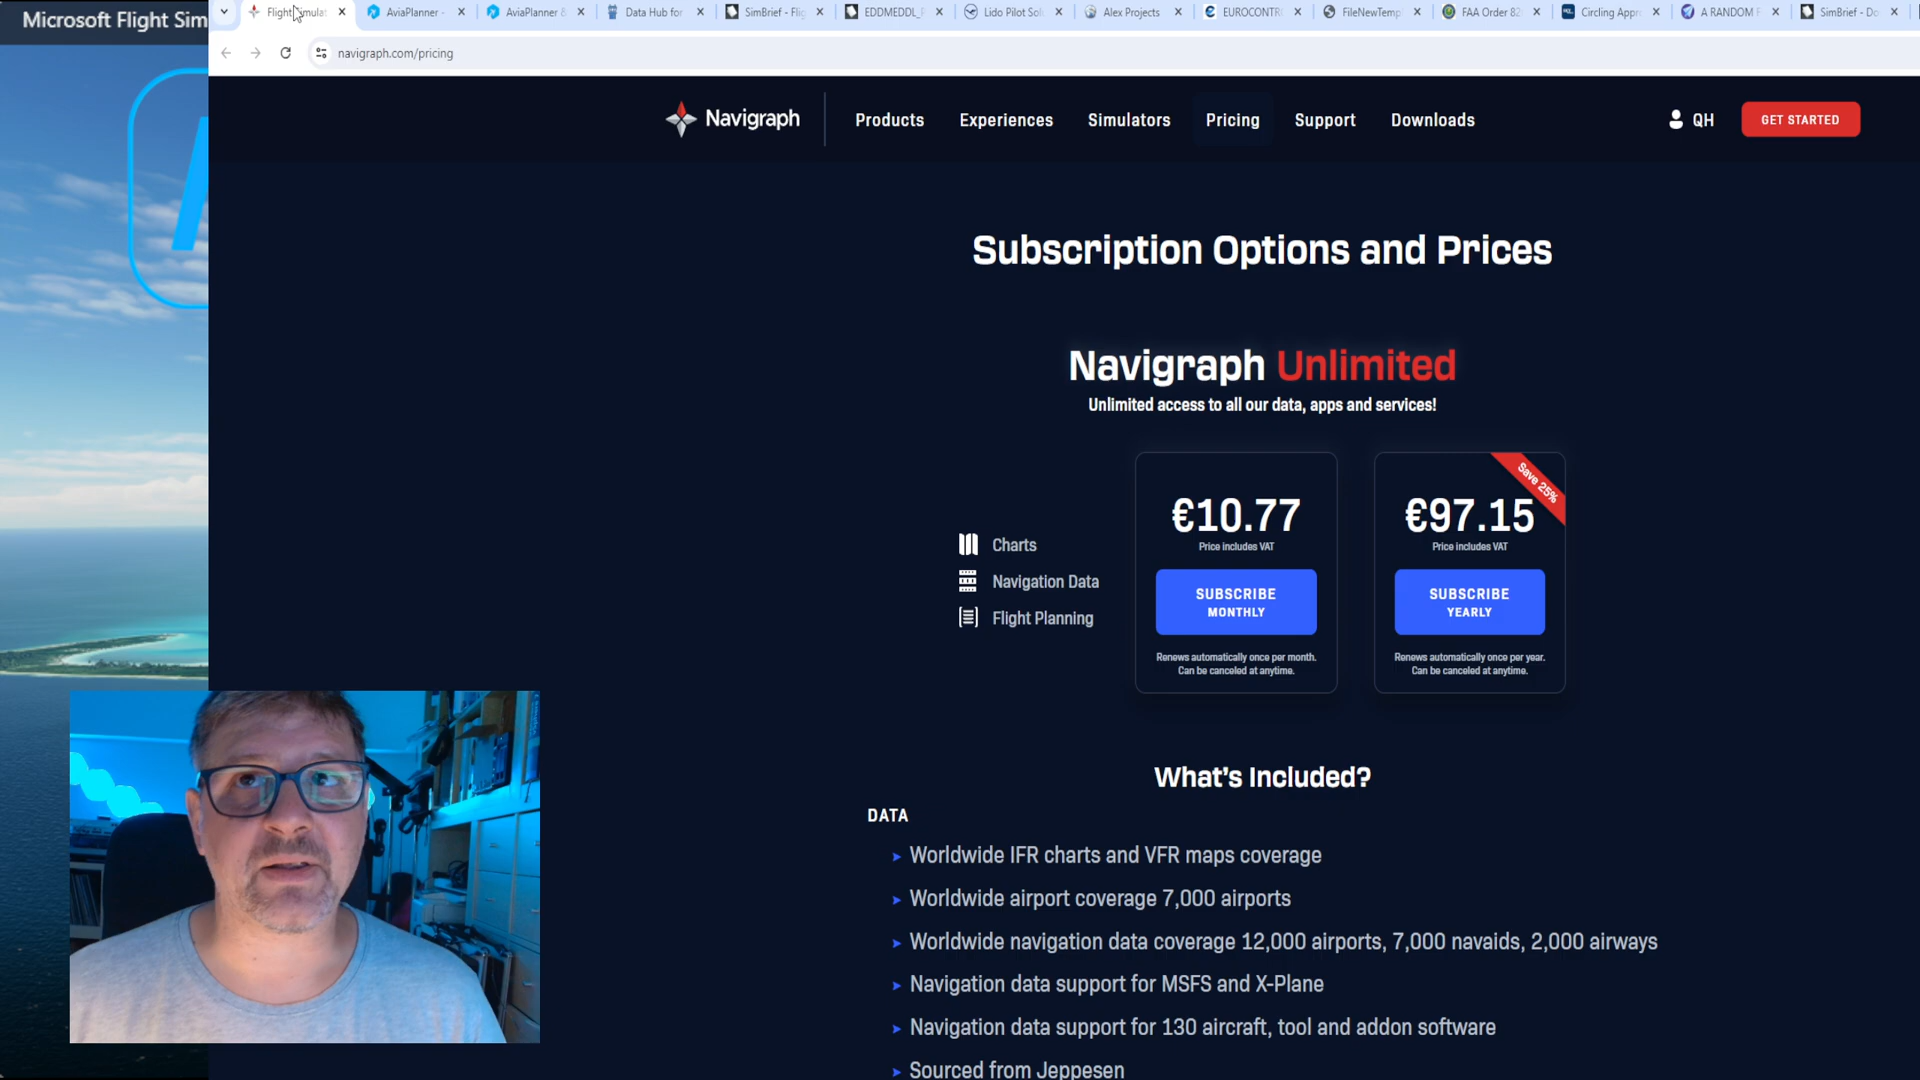 Microsoft Flight Sim
Flight Simulat
AviaPlanner -
AviaPlanner &
Data Hub for
SimBrief - Flig
EDDMEDDL_F
Lido Pilot Sol
Alex Projects
EUROCONTR
FileNewTemp
FAA Order 82
Circling Appr
A RANDOM F
SimBrief - Do
navigraph.com/pricing
Navigraph
Products
Experiences
Simulators
Pricing
Support
Downloads
QH
GET STARTED
Subscription Options and Prices
Navigraph Unlimited
Unlimited access to all our data, apps and services!
Charts
Navigation Data
Flight Planning
€10.77
Price includes VAT
SUBSCRIBE
MONTHLY
Renews automatically once per month.
Can be canceled at anytime.
Save 25%
€97.15
Price includes VAT
SUBSCRIBE
YEARLY
Renews automatically once per year.
Can be canceled at anytime.
What's Included?
DATA
Worldwide IFR charts and VFR maps coverage
Worldwide airport coverage 7,000 airports
Worldwide navigation data coverage 12,000 airports, 7,000 navaids, 2,000 airways
Navigation data support for MSFS and X-Plane
Navigation data support for 130 aircraft, tool and addon software
Sourced from Jeppesen